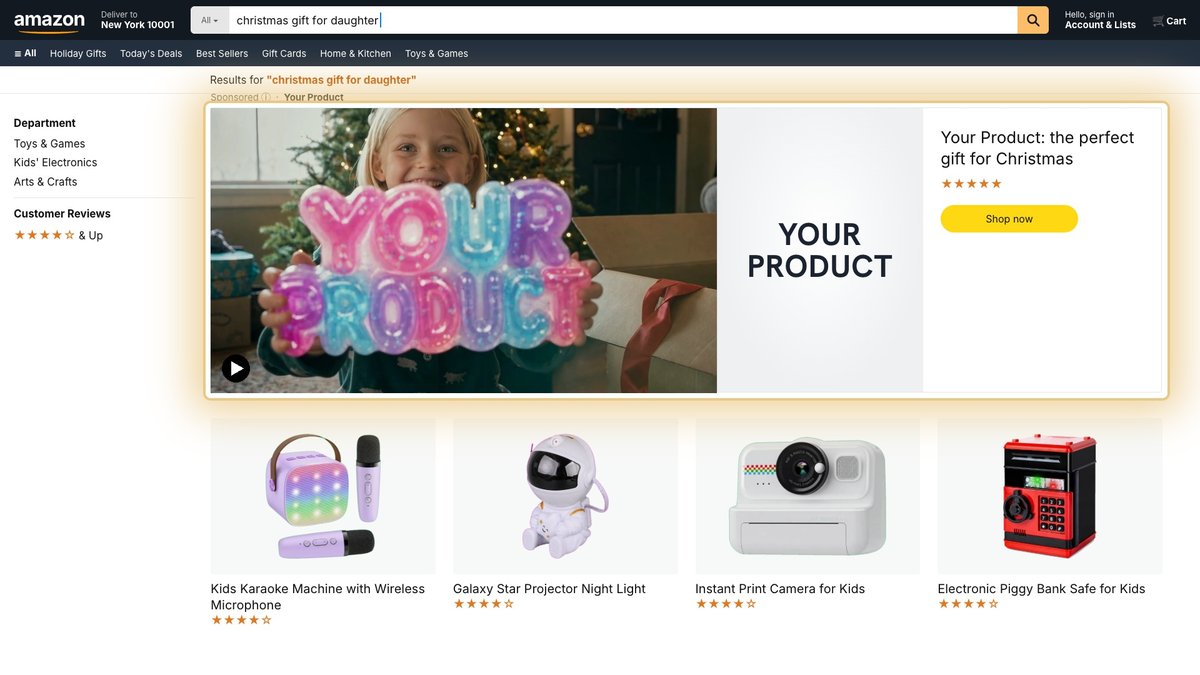 amazon
Deliver to
New York 10001
All
christmas gift for daughter
Hello, sign in
Account & Lists
Cart
All
Holiday Gifts
Today's Deals
Best Sellers
Gift Cards
Home & Kitchen
Toys & Games
Results for "christmas gift for daughter"
Sponsored · Your Product
Department
Toys & Games
Kids' Electronics
Arts & Crafts
Customer Reviews
& Up
YOUR
PRODUCT
YOUR
PRODUCT
Your Product: the perfect
gift for Christmas
Shop now
Kids Karaoke Machine with Wireless
Microphone
Galaxy Star Projector Night Light
Instant Print Camera for Kids
Electronic Piggy Bank Safe for Kids